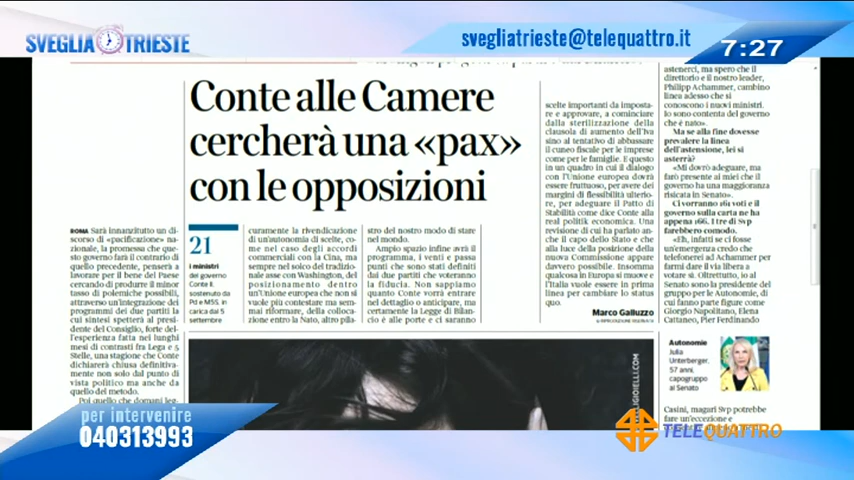 SVEGLIA TRIESTE
svegliatrieste@telequattro.it
7:27
Conte alle Camere
cercherà una «pax»
con le opposizioni
ROMA Sarà innanzitutto un di-
scorso di «pacificazione» na-
zionale, la promessa che que-
sto governo farà il contrario di
quello precedente, penserà a
lavorare per il bene del Paese
cercando di produrre il minor
tasso di polemiche possibili,
attraverso un'integrazione dei
programmi dei due partiti la
cui sintesi spetterà al presi-
dente del Consiglio, forte del-
l'esperienza fatta nei lunghi
mesi di contrasti fra Lega e 5
Stelle, una stagione che Conte
dichiarerà chiusa definitiva-
mente non solo dal punto di
vista politico ma anche da
quello del metodo.
Poi quello che domani leg-
21
i ministri
del governo
Conte II,
sostenuto da
Pd e M5S, in
carica dal 5
settembre
curamente la rivendicazione
di un'autonomia di scelte, co-
me nel caso degli accordi
commerciali con la Cina, ma
sempre nel solco del tradizio-
nale asse con Washington, del
posizionamento dentro
un'Unione europea che non si
vuole più contestare ma sem-
mai riformare, della colloca-
zione entro la Nato, altro pila-
stro del nostro modo di stare
nel mondo.
Ampio spazio infine avrà il
programma, i venti e passa
punti che sono stati definiti
dai due partiti che voteranno
la fiducia. Non sappiamo
quanto Conte vorrà entrare
nel dettaglio o anticipare, ma
certamente la Legge di Bilan-
cio è alle porte e ci saranno
scelte importanti da imposta-
re e approvare, a cominciare
dalla sterilizzazione della
clausola di aumento dell'Iva
sino al tentativo di abbassare
il cuneo fiscale per le imprese
come per le famiglie. E questo
in un quadro in cui il dialogo
con l'Unione europea dovrà
essere fruttuoso, per avere dei
margini di flessibilità ulterio-
re, per adeguare il Patto di
Stabilità come dice Conte alla
real politik economica. Una
revisione di cui ha parlato an-
che il capo dello Stato e che
alla luce della posizione della
nuova Commissione appare
davvero possibile. Insomma
qualcosa in Europa si muove e
l'Italia vuole essere in prima
linea per cambiare lo status
quo.
Marco Galluzzo
© RIPRODUZIONE RISERVATA
astenerci, ma spero che il
direttorio e il nostro leader,
Philipp Achammer, cambino
linea adesso che si
conoscono i nuovi ministri.
Io sono contenta del governo
che è nato».
Ma se alla fine dovesse
prevalere la linea
dell'astensione, lei si
asterrà?
«Mi dovrò adeguare, ma
farò presente ai miei che il
governo ha una maggioranza
risicata in Senato».
Ci vorranno 161 voti e il
governo sulla carta ne ha
appena 166. I tre di Svp
farebbero comodo.
«Eh, infatti se ci fosse
un'emergenza credo che
telefonerei ad Achammer per
farmi dare il via libera a
votare sì. Oltretutto, io al
Senato sono la presidente del
gruppo per le Autonomie, di
cui fanno parte figure come
Giorgio Napolitano, Elena
Cattaneo, Pier Ferdinando
Autonomie
Julia
Unterberger,
57 anni,
capogruppo
al Senato
Casini, magari Svp potrebbe
fare un'eccezione e
LIGIOIELLI.COM
per intervenire
040313993
TELEQUATTRO